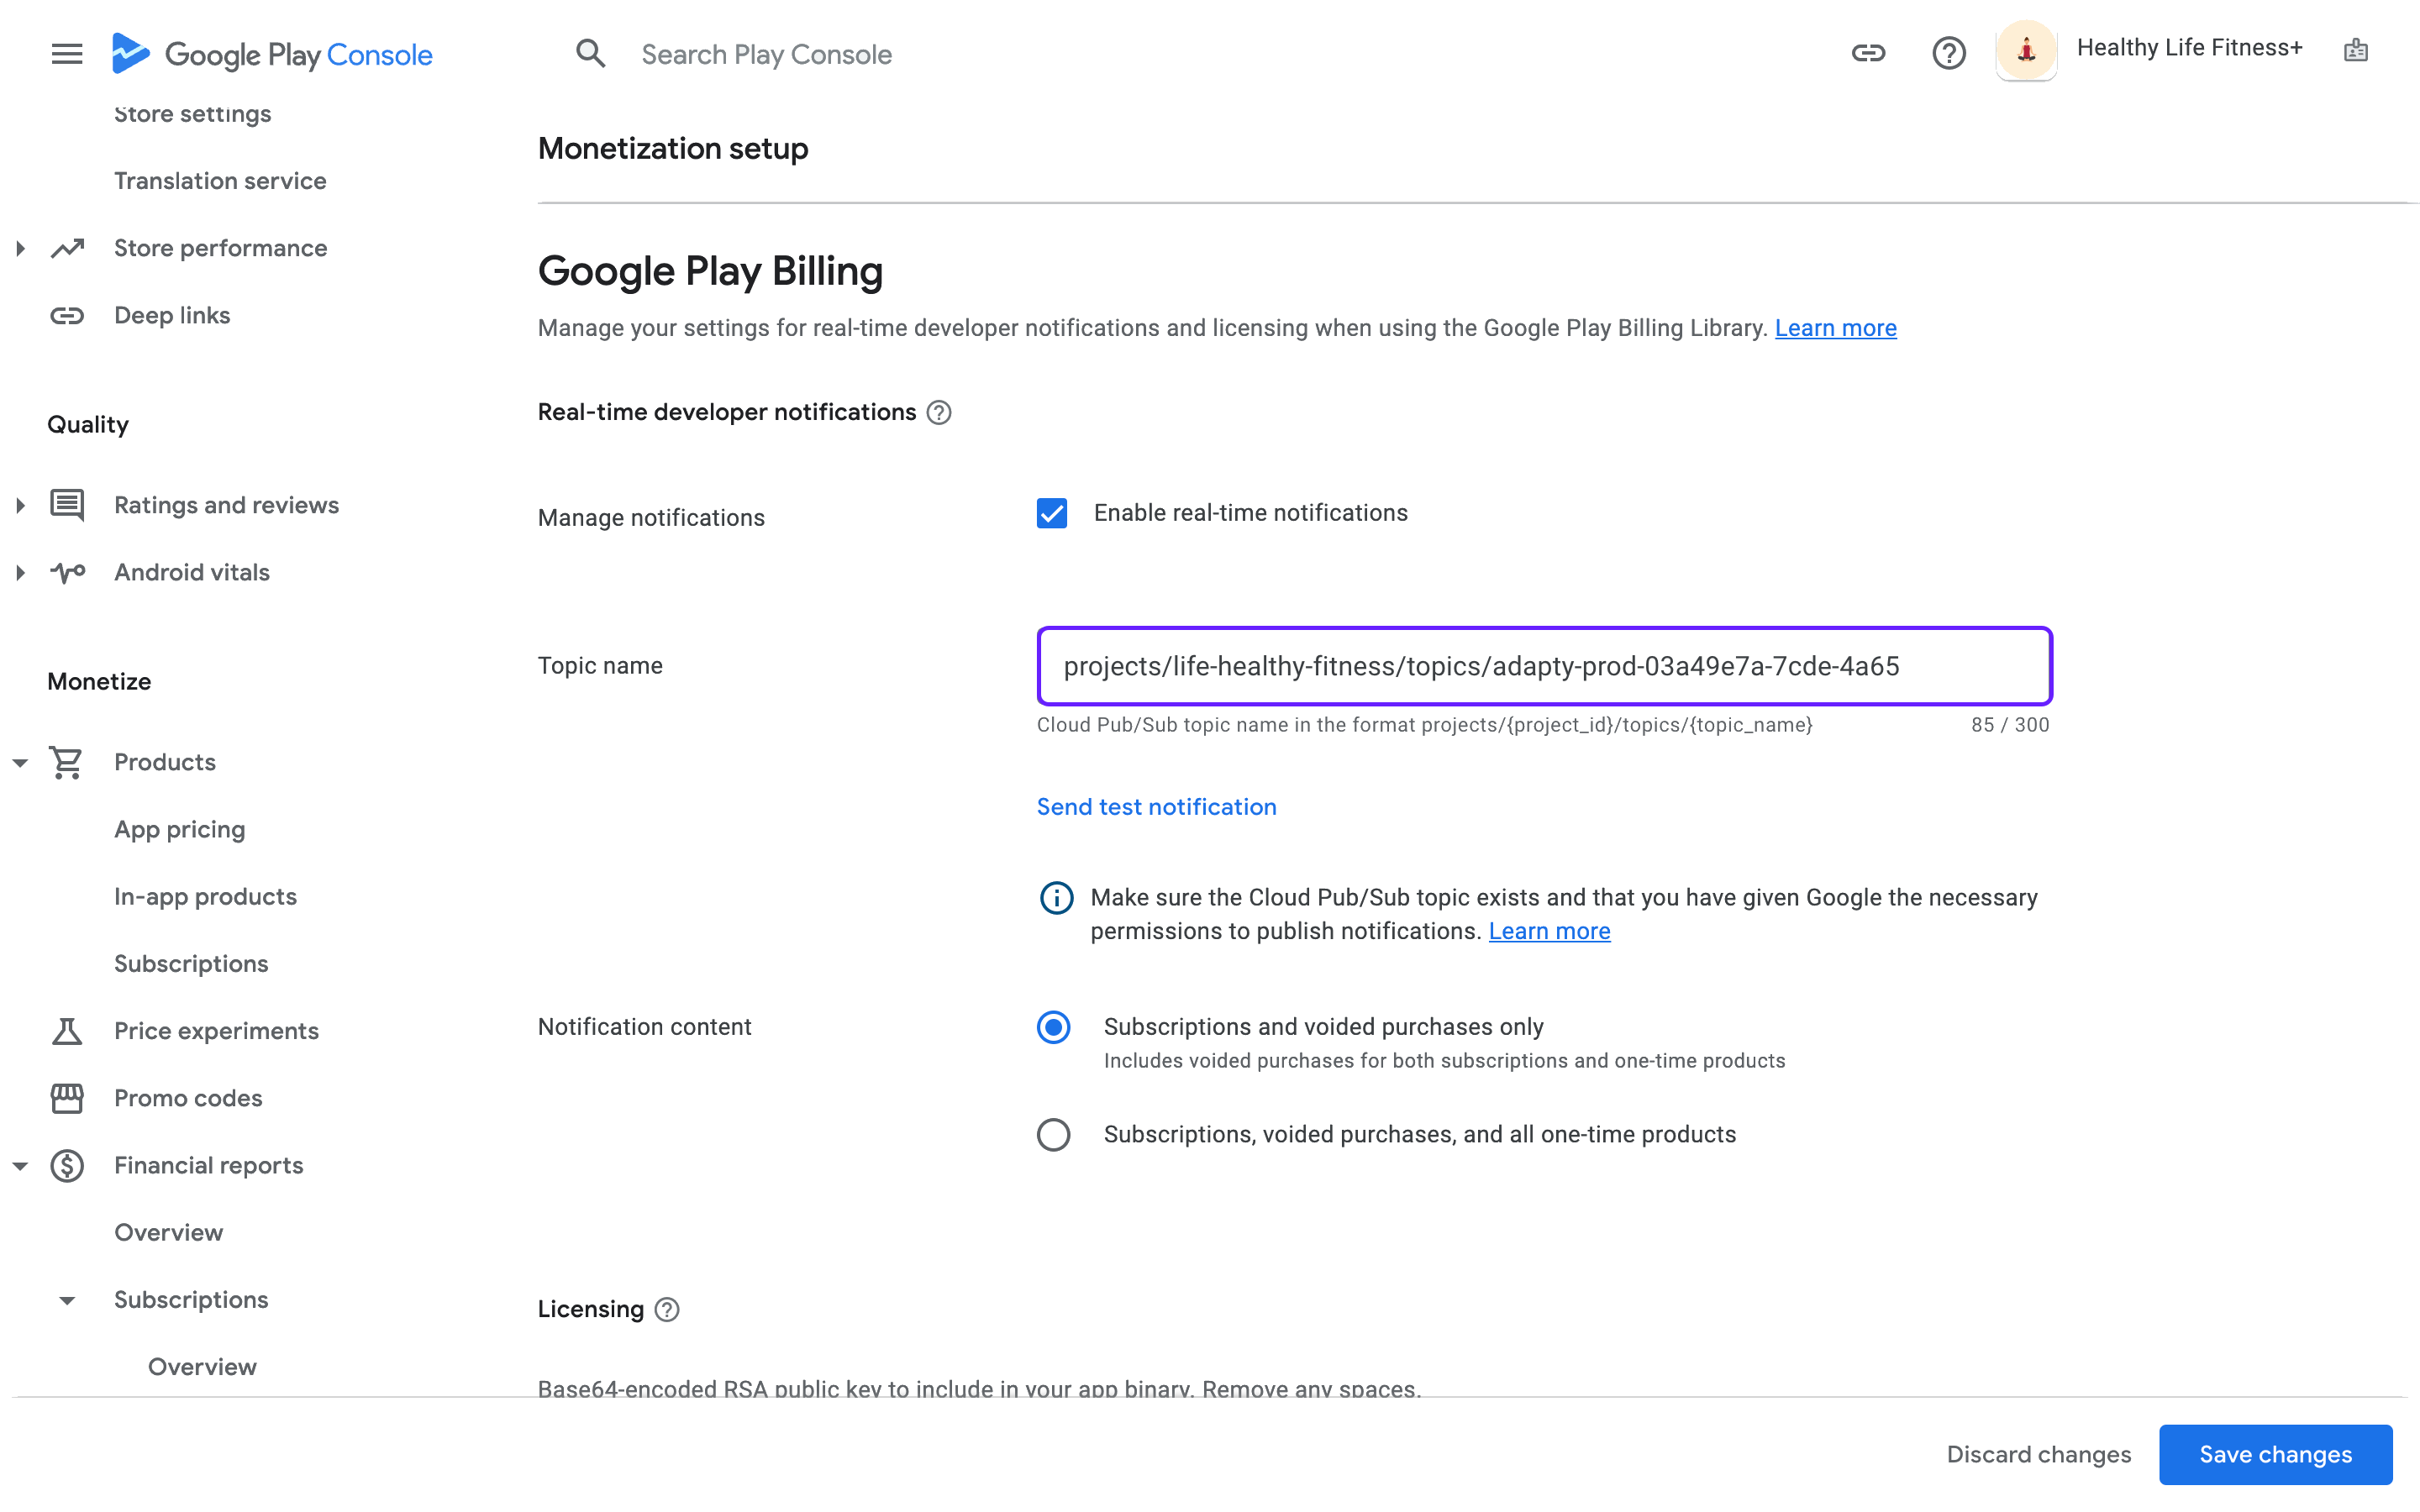 Google Play Console
Search Play Console
Healthy Life Fitness+
Store settings
Translation service
Store performance
Deep links
Quality
Ratings and reviews
Android vitals
Monetize
Products
App pricing
In-app products
Subscriptions
Price experiments
Promo codes
Financial reports
Overview
Subscriptions
Overview
Monetization setup
Google Play Billing
Manage your settings for real-time developer notifications and licensing when using the Google Play Billing Library. Learn more
Real-time developer notifications
Manage notifications
Enable real-time notifications
Topic name
projects/life-healthy-fitness/topics/adapty-prod-03a49e7a-7cde-4a65
Cloud Pub/Sub topic name in the format projects/{project_id}/topics/{topic_name}
85 / 300
Send test notification
Make sure the Cloud Pub/Sub topic exists and that you have given Google the necessary
permissions to publish notifications. Learn more
Notification content
Subscriptions and voided purchases only
Includes voided purchases for both subscriptions and one-time products
Subscriptions, voided purchases, and all one-time products
Licensing
Base64-encoded RSA public key to include in your app binary. Remove any spaces.
Discard changes
Save changes